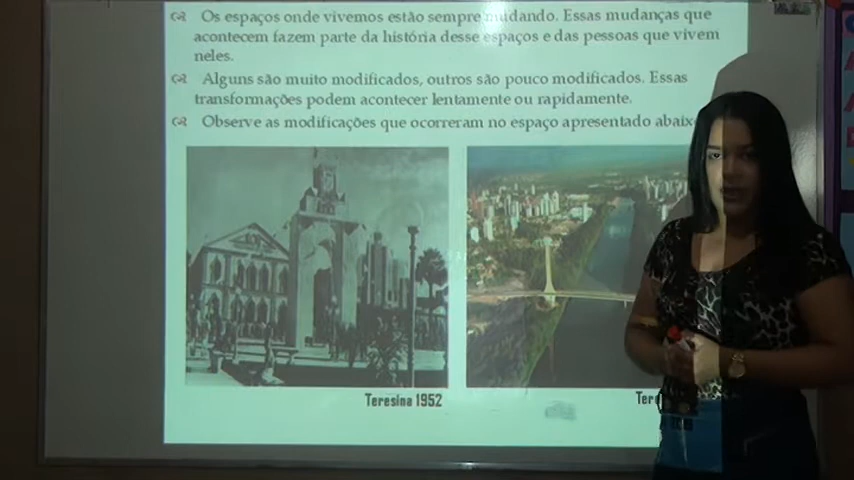 Os espaços onde vivemos estão sempre mudando. Essas mudanças que
acontecem fazem parte da história desse espaços e das pessoas que vivem
neles.
Alguns são muito modificados, outros são pouco modificados. Essas
transformações podem acontecer lentamente ou rapidamente.
Observe as modificações que ocorreram no espaço apresentado
Teresina 1952